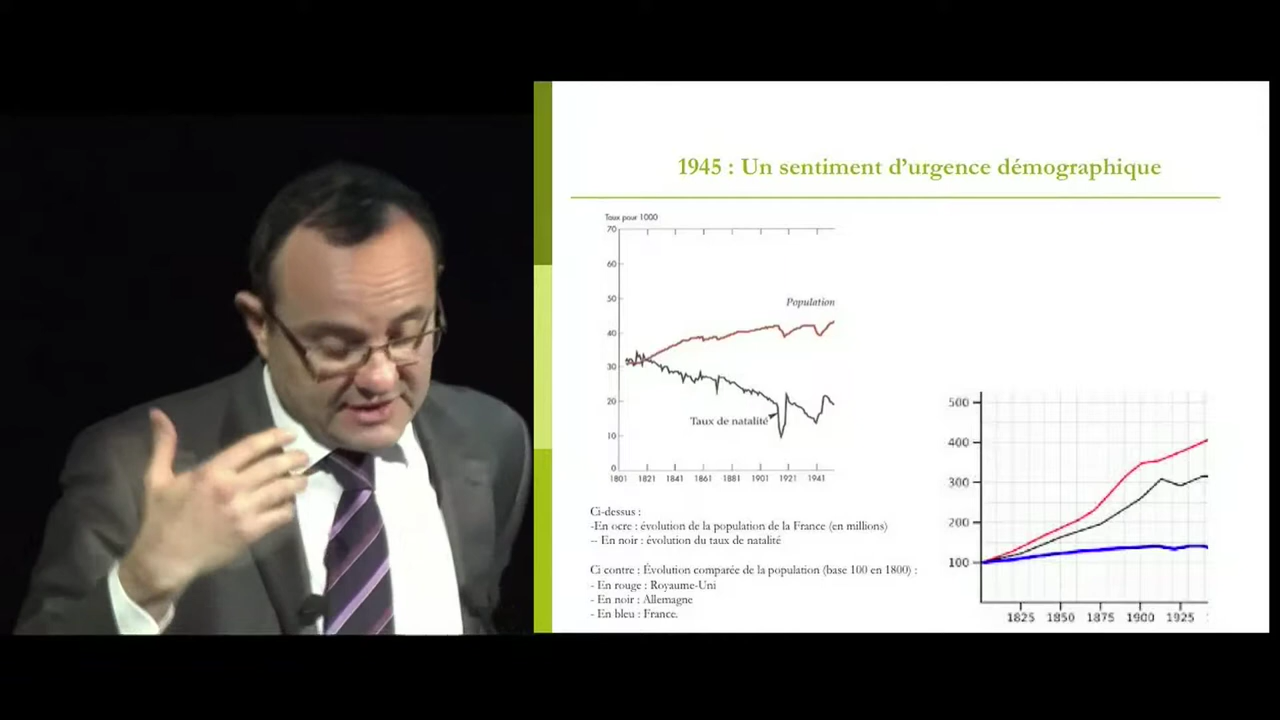 1945 : Un sentiment d'urgence démographique
Taux pour 1000
70
60
50
40
30
20
10
0
Population
Taux de natalité
1801 1821 1841 1861 1881 1901 1921 1941
Ci-dessus :
-En ocre : évolution de la population de la France (en millions)
-- En noir : évolution du taux de natalité
Ci contre : Évolution comparée de la population (base 100 en 1800) :
- En rouge : Royaume-Uni
- En noir : Allemagne
- En bleu : France.
500
400
300
200
100
1825 1850 1875 1900 1925